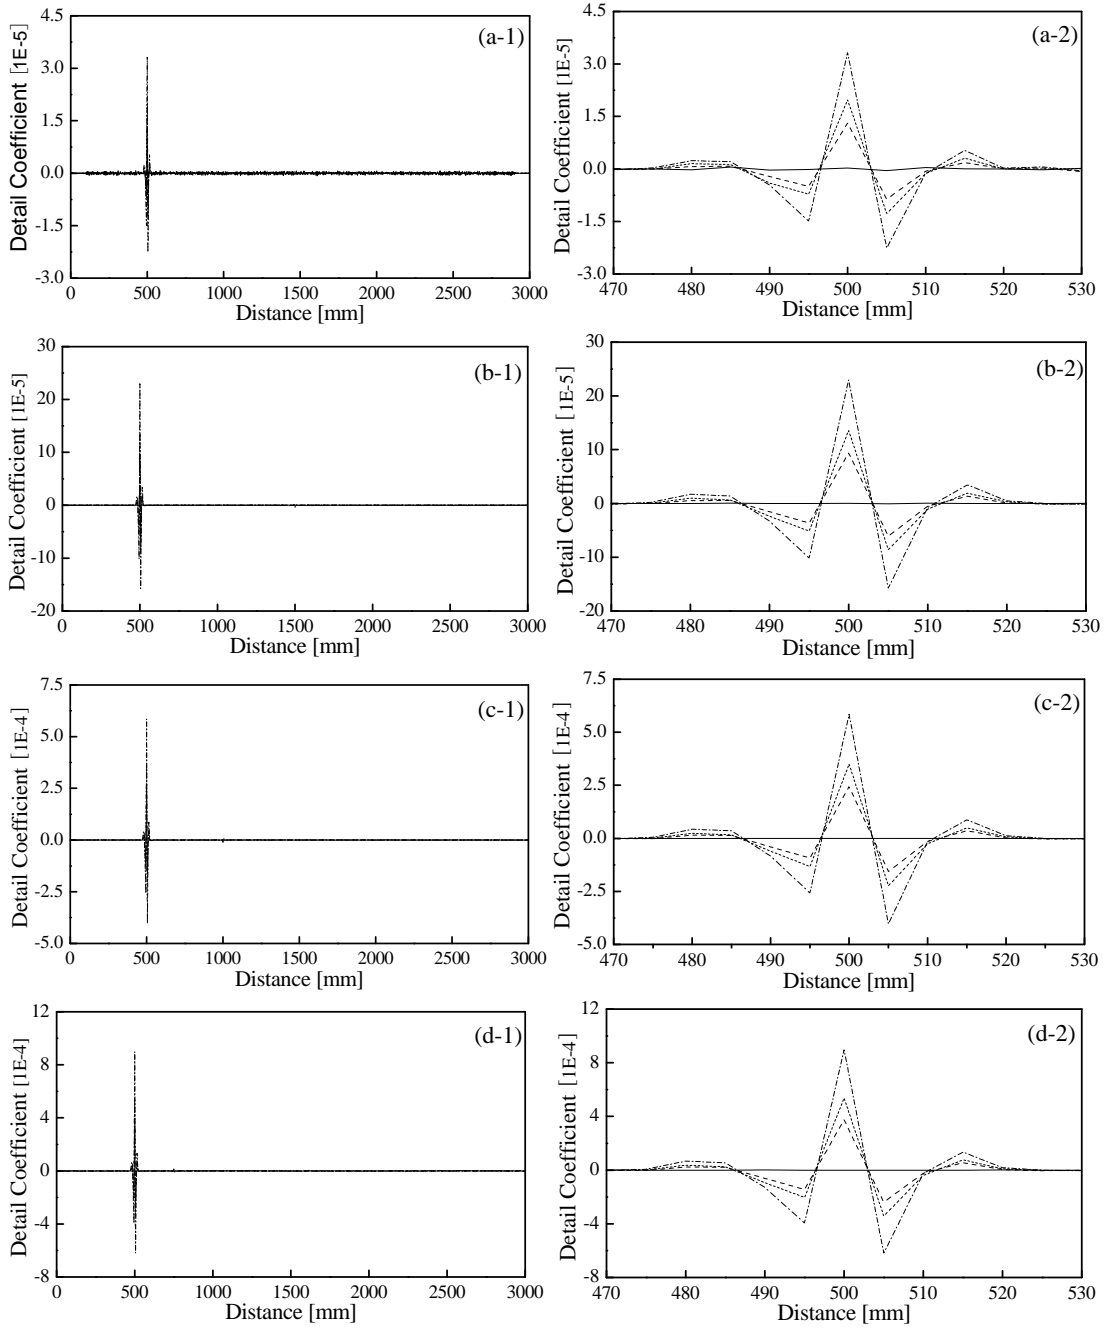 (a-1)
Detail Coefficient [1E-5]
4.5
3.0
1.5
0.0
-1.5
-3.0
0 500 1000 1500 2000 2500 3000
Distance [mm]
(a-2)
Detail Coefficient [1E-5]
4.5
3.0
1.5
0.0
-1.5
-3.0
470 480 490 500 510 520 530
Distance [mm]
(b-1)
Detail Coefficient [1E-5]
30
20
10
0
-10
-20
0 500 1000 1500 2000 2500 3000
Distance [mm]
(b-2)
Detail Coefficient [1E-5]
30
20
10
0
-10
-20
470 480 490 500 510 520 530
Distance [mm]
(c-1)
Detail Coefficient [1E-4]
7.5
5.0
2.5
0.0
-2.5
-5.0
0 500 1000 1500 2000 2500 3000
Distance [mm]
(c-2)
Detail Coefficient [1E-4]
7.5
5.0
2.5
0.0
-2.5
-5.0
470 480 490 500 510 520 530
Distance [mm]
(d-1)
Detail Coefficient [1E-4]
12
8
4
0
-4
-8
0 500 1000 1500 2000 2500 3000
Distance [mm]
(d-2)
Detail Coefficient [1E-4]
12
8
4
0
-4
-8
470 480 490 500 510 520 530
Distance [mm]